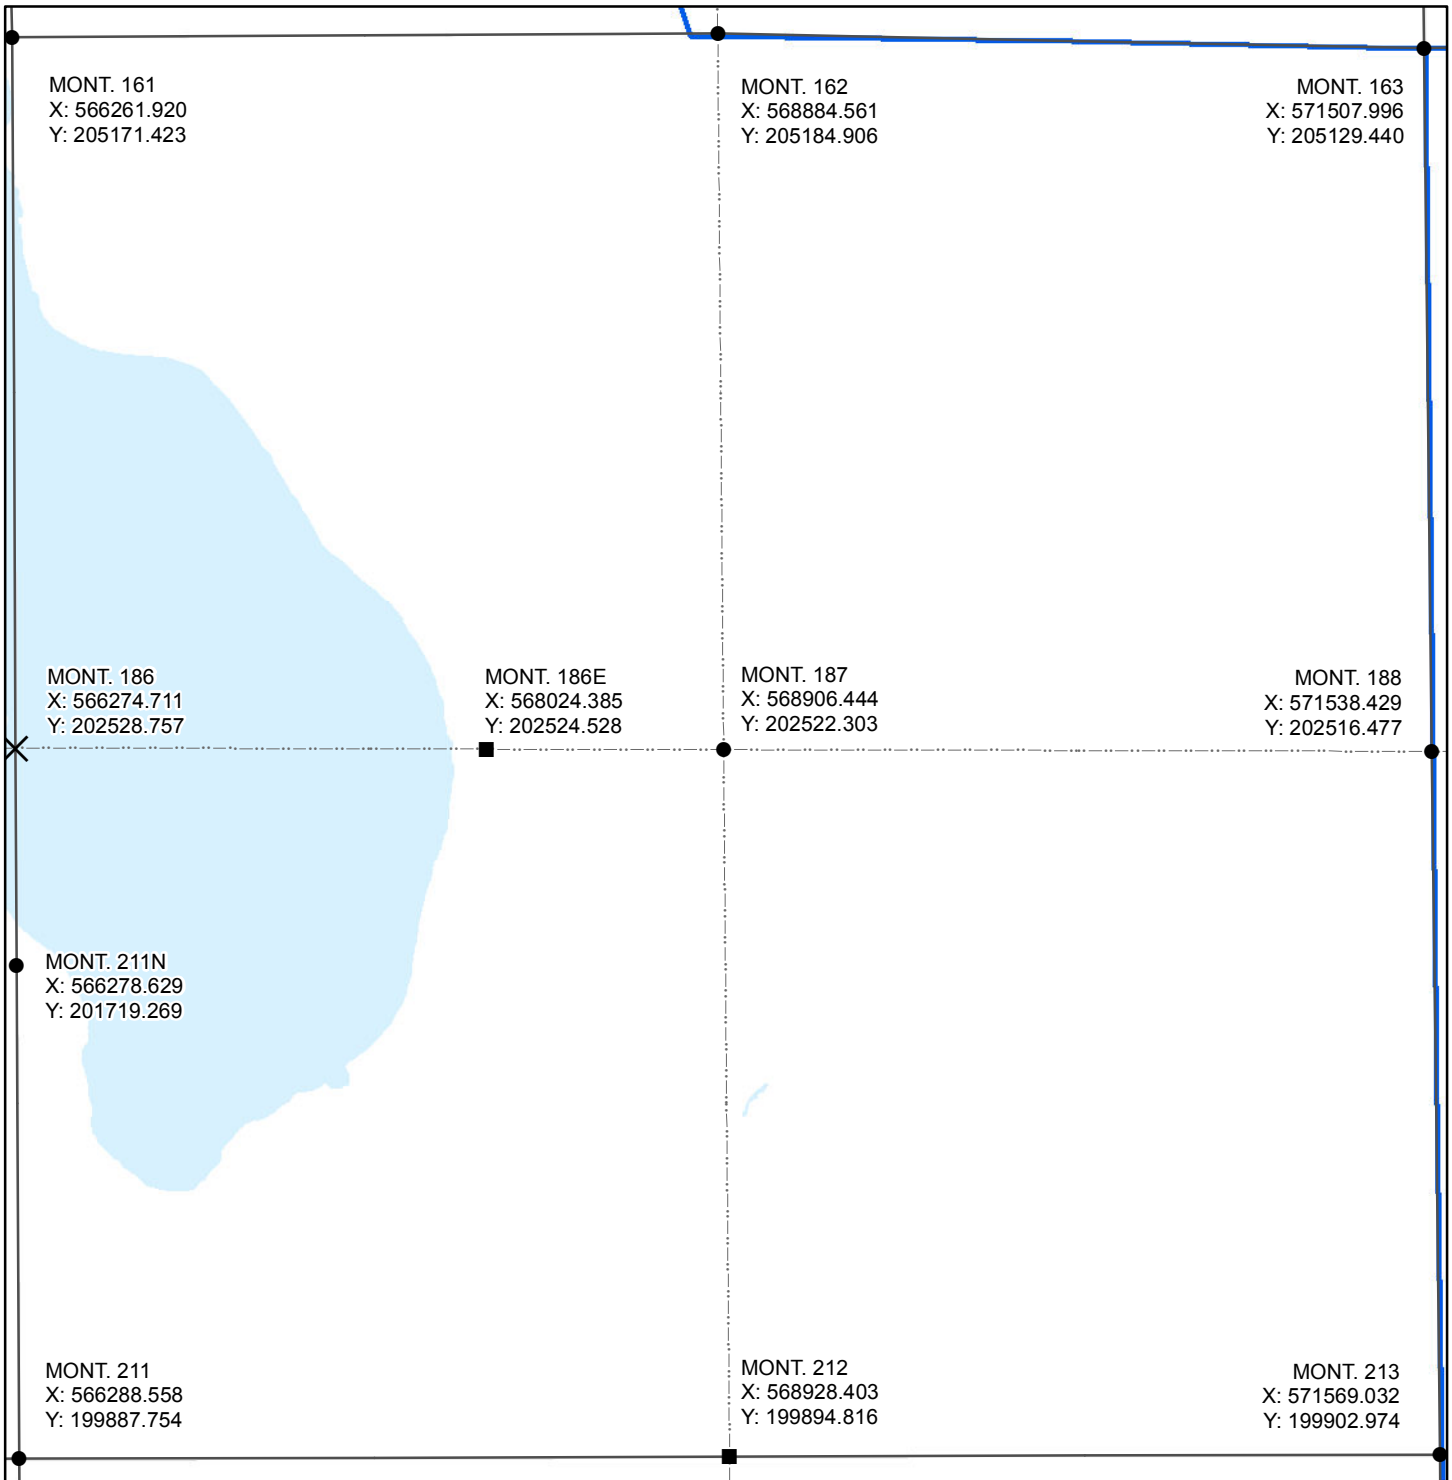 MONT. 161
X: 566261.920
Y: 205171.423
MONT. 162
X: 568884.561
Y: 205184.906
MONT. 163
X: 571507.996
Y: 205129.440
MONT. 186
X: 566274.711
Y: 202528.757
MONT. 186E
X: 568024.385
Y: 202524.528
MONT. 187
X: 568906.444
Y: 202522.303
MONT. 188
X: 571538.429
Y: 202516.477
MONT. 211N
X: 566278.629
Y: 201719.269
MONT. 211
X: 566288.558
Y: 199887.754
MONT. 212
X: 568928.403
Y: 199894.816
MONT. 213
X: 571569.032
Y: 199902.974